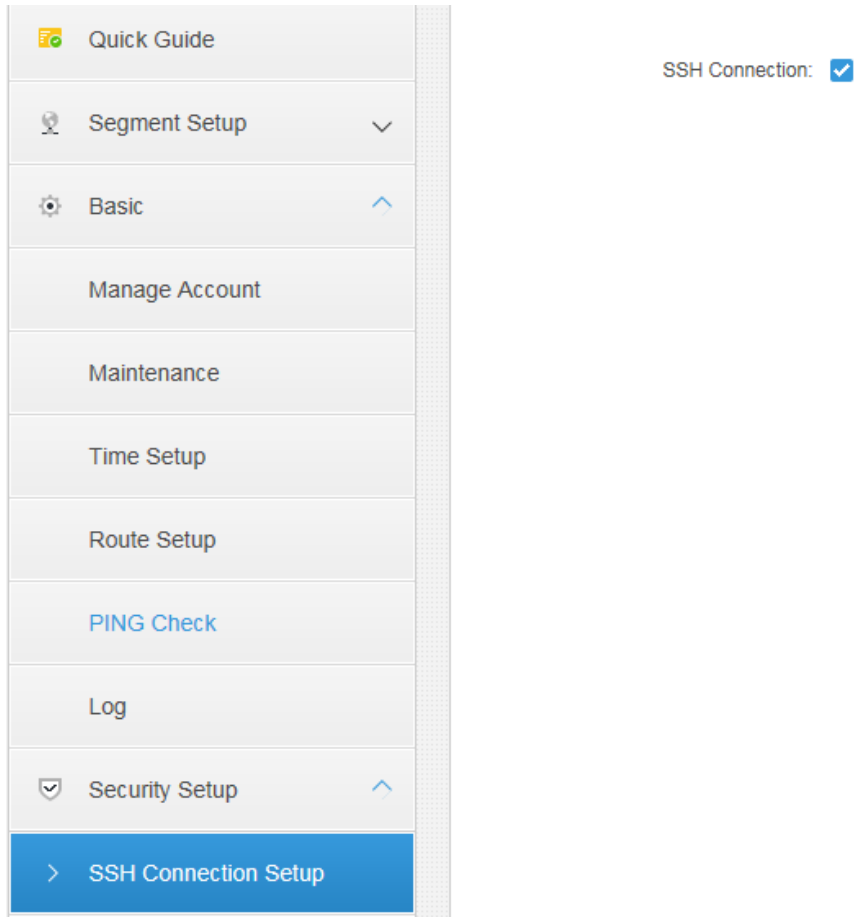 Quick Guide
SSH Connection:
Segment Setup
Basic
Manage Account
Maintenance
Time Setup
Route Setup
PING Check
Log
Security Setup
SSH Connection Setup